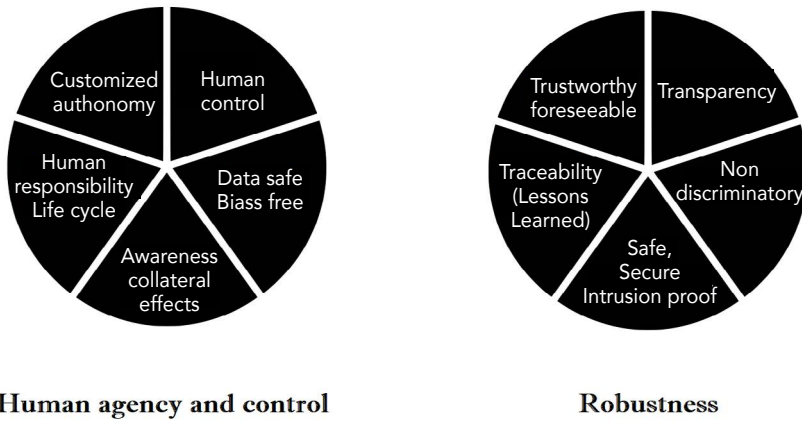 Customized
authonomy
Human
control
Human
responsibility
Life cycle
Data safe
Biass free
Awareness
collateral
effects
Human agency and control
Trustworthy
foreseeable
Transparency
Traceability
(Lessons
Learned)
Non
discriminatory
Safe,
Secure
Intrusion proof
Robustness